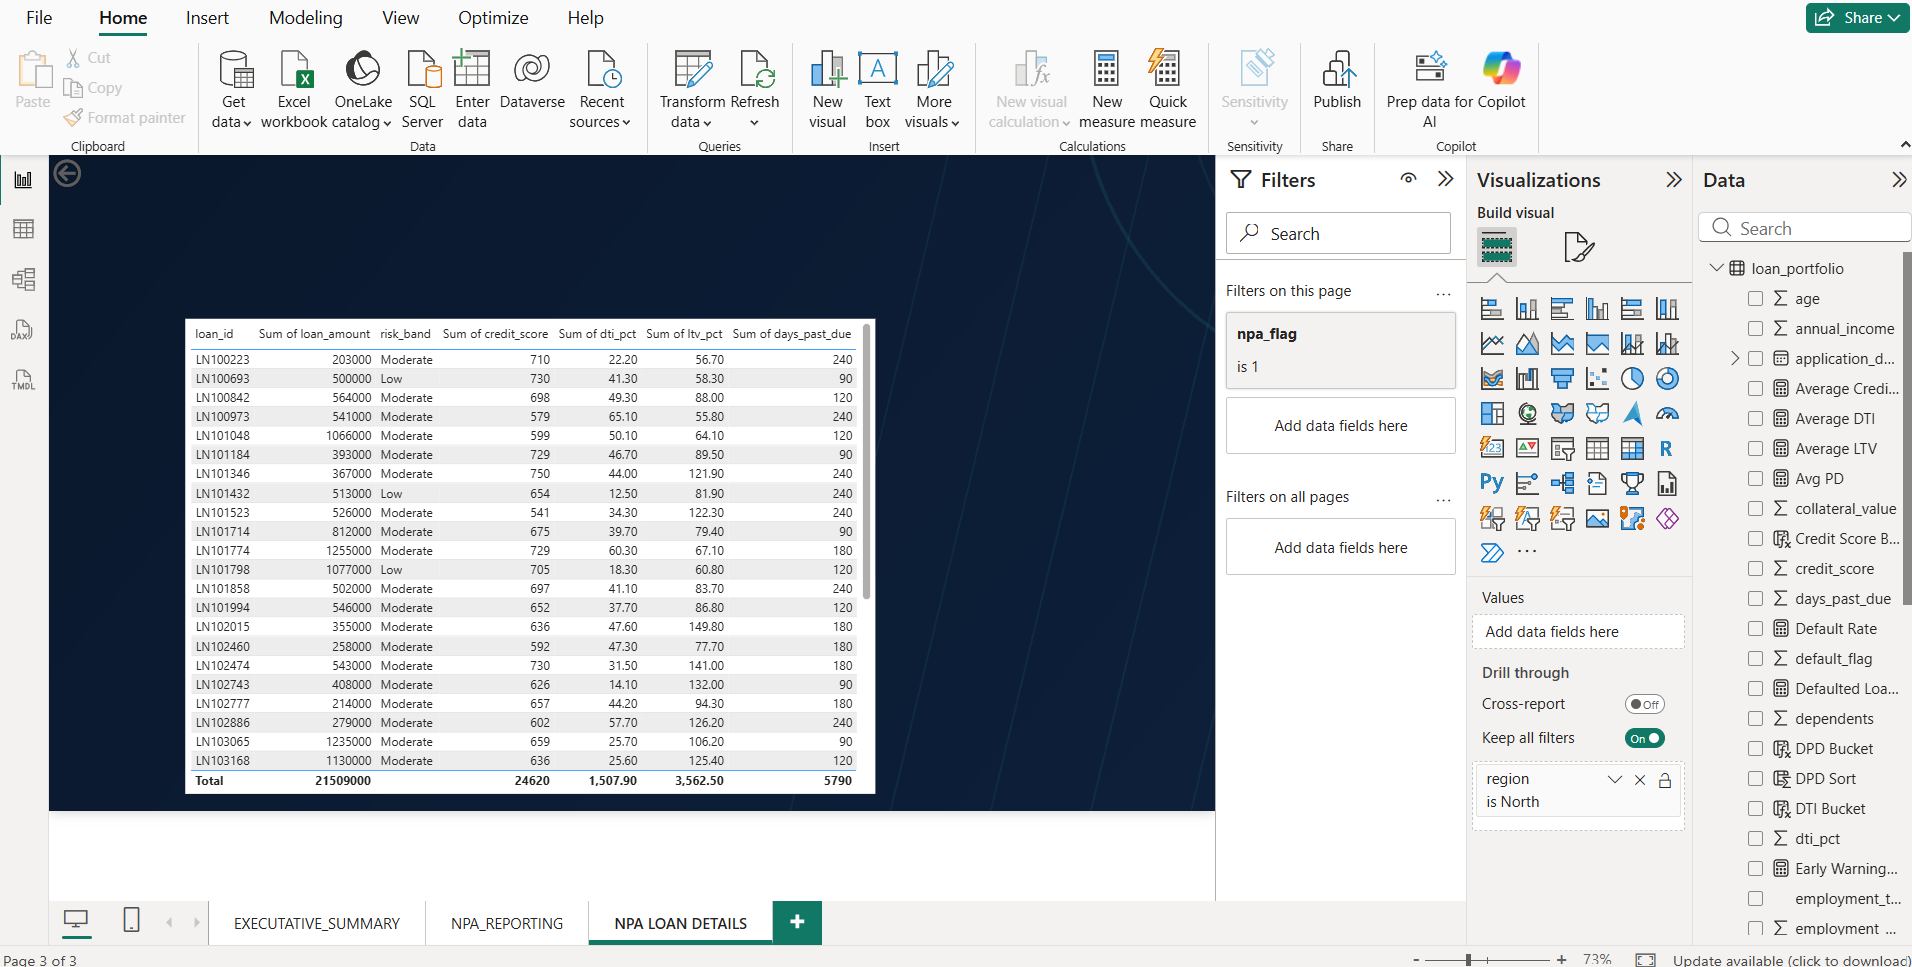 File Home Insert Modeling View Optimize Help Share
Paste Cut
Copy
Format painter
Clipboard
Get data
Excel workbook
OneLake catalog
SQL Server
Enter data
Dataverse
Recent sources
Data
Transform data
Refresh
Queries
New visual
Text box
More visuals
Insert
New visual calculation
New measure
Quick measure
Calculations
Sensitivity
Sensitivity
Publish
Share
Prep data for AI
Copilot
Copilot
DAX
TMDL
loan_id Sum of loan_amount risk_band Sum of credit_score Sum of dti_pct Sum of ltv_pct Sum of days_past_due
LN100223 203000 Moderate 710 22.20 56.70 240
LN100693 500000 Low 730 41.30 58.30 90
LN100842 564000 Moderate 698 49.30 88.00 120
LN100973 541000 Moderate 579 65.10 55.80 240
LN101048 1066000 Moderate 599 50.10 64.10 120
LN101184 393000 Moderate 729 46.70 89.50 90
LN101346 367000 Moderate 750 44.00 121.90 240
LN101432 513000 Low 654 12.50 81.90 240
LN101523 526000 Moderate 541 34.30 122.30 240
LN101714 812000 Moderate 675 39.70 79.40 90
LN101774 1255000 Moderate 729 60.30 67.10 180
LN101798 1077000 Low 705 18.30 60.80 120
LN101858 502000 Moderate 697 41.10 83.70 240
LN101994 546000 Moderate 652 37.70 86.80 120
LN102015 355000 Moderate 636 47.60 149.80 180
LN102460 258000 Moderate 592 47.30 77.70 180
LN102474 543000 Moderate 730 31.50 141.00 180
LN102743 408000 Moderate 626 14.10 132.00 90
LN102777 214000 Moderate 657 44.20 94.30 180
LN102886 279000 Moderate 602 57.70 126.20 240
LN103065 1235000 Moderate 659 25.70 106.20 90
LN103168 1130000 Moderate 636 25.60 125.40 120
Total 21509000 24620 1,507.90 3,562.50 5790
Filters
Search
Filters on this page ...
npa_flag
is 1
Add data fields here
Filters on all pages ...
Add data fields here
Visualizations
Build visual
123
R
Py
...
Values
Add data fields here
Drill through
Cross-report Off
Keep all filters On
region
is North
Data
Search
loan_portfolio
age
annual_income
application_d...
Average Credi...
Average DTI
Average LTV
Avg PD
collateral_value
Credit Score B...
credit_score
days_past_due
Default Rate
default_flag
Defaulted Loa...
dependents
DPD Bucket
DPD Sort
DTI Bucket
dti_pct
Early Warning...
employment_t...
employment_...
EXECUTATIVE_SUMMARY NPA_REPORTING NPA LOAN DETAILS +
Page 3 of 3 - + 73% Update available (click to download)